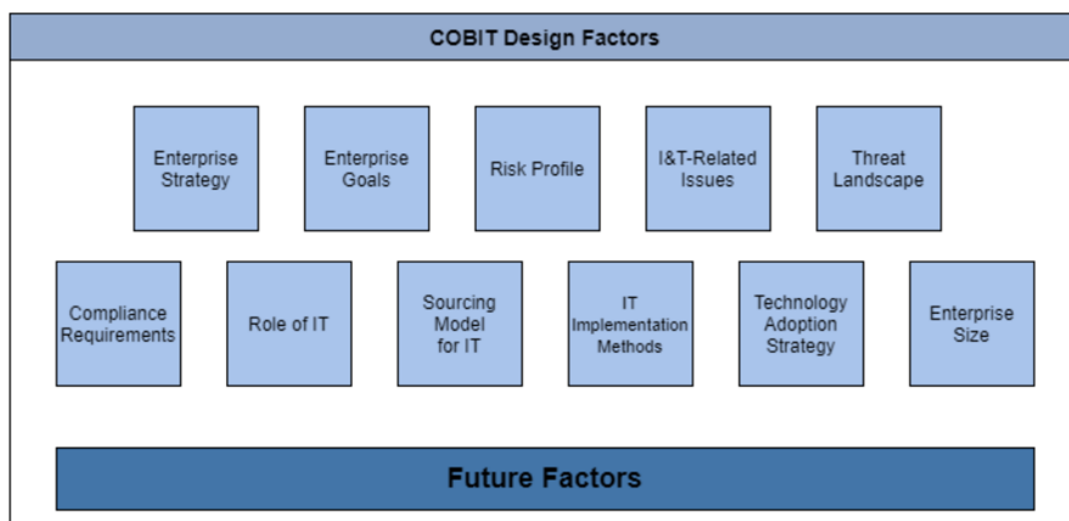 COBIT Design Factors
Enterprise
Strategy
Enterprise
Goals
Risk Profile
I&T-Related
Issues
Threat
Landscape
Compliance
Requirements
Role of IT
Sourcing
Model
for IT
IT
Implementation
Methods
Technology
Adoption
Strategy
Enterprise
Size
Future Factors